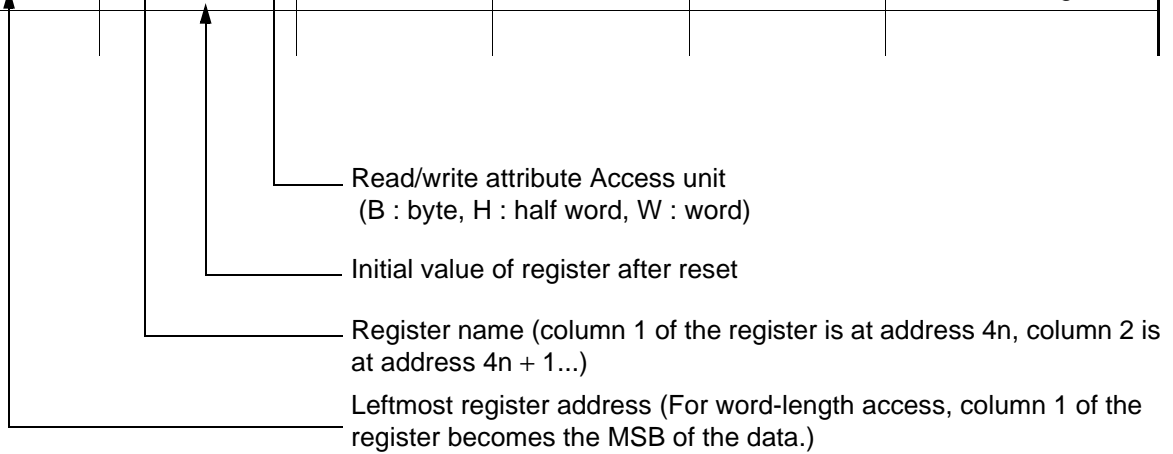 Read/write attribute Access unit
(B : byte, H : half word, W : word)
Initial value of register after reset
Register name (column 1 of the register is at address 4n, column 2 is
at address 4n + 1...)
Leftmost register address (For word-length access, column 1 of the
register becomes the MSB of the data.)